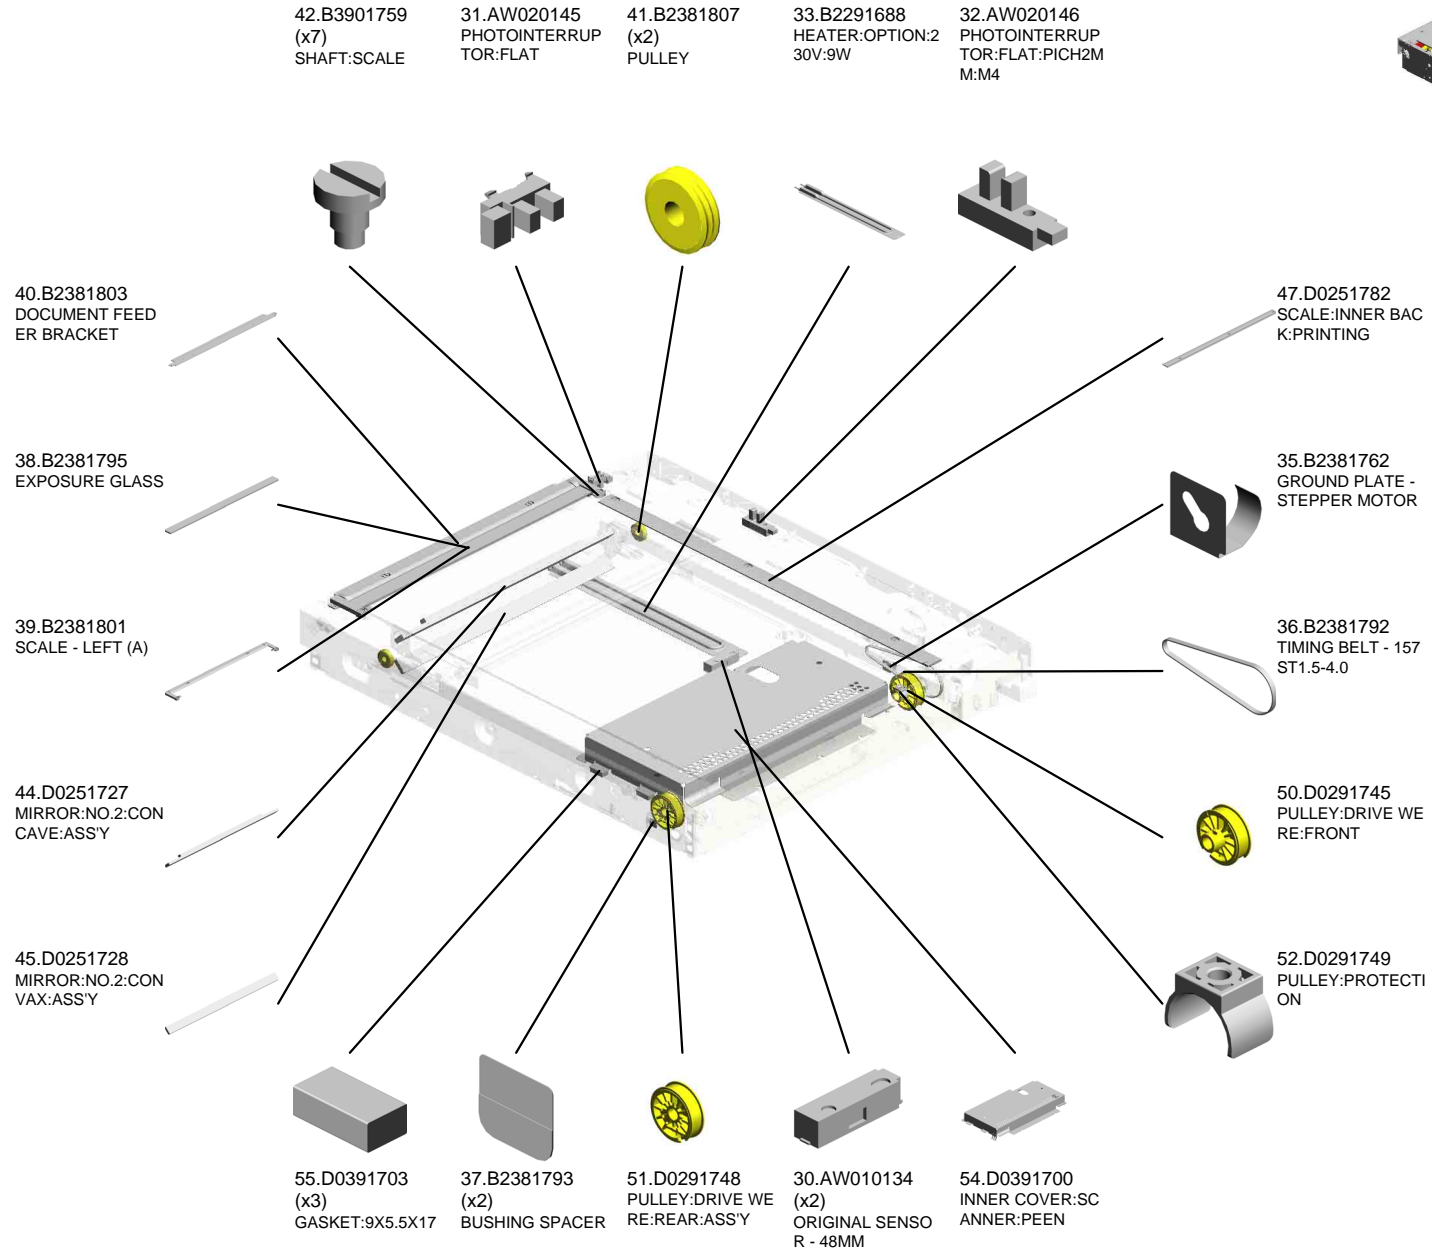 42.B3901759
(x7)
SHAFT:SCALE
31.AW020145
PHOTOINTERRUP
TOR:FLAT
41.B2381807
(x2)
PULLEY
33.B2291688
HEATER:OPTION:2
30V:9W
32.AW020146
PHOTOINTERRUP
TOR:FLAT:PICH2M
M:M4
40.B2381803
DOCUMENT FEED
ER BRACKET
47.D0251782
SCALE:INNER BAC
K:PRINTING
38.B2381795
EXPOSURE GLASS
35.B2381762
GROUND PLATE -
STEPPER MOTOR
39.B2381801
SCALE - LEFT (A)
36.B2381792
TIMING BELT - 157
ST1.5-4.0
44.D0251727
MIRROR:NO.2:CON
CAVE:ASS'Y
50.D0291745
PULLEY:DRIVE WE
RE:FRONT
45.D0251728
MIRROR:NO.2:CON
VAX:ASS'Y
52.D0291749
PULLEY:PROTECTI
ON
55.D0391703
(x3)
GASKET:9X5.5X17
37.B2381793
(x2)
BUSHING SPACER
51.D0291748
PULLEY:DRIVE WE
RE:REAR:ASS'Y
30.AW010134
(x2)
ORIGINAL SENSO
R - 48MM
54.D0391700
INNER COVER:SC
ANNER:PEEN